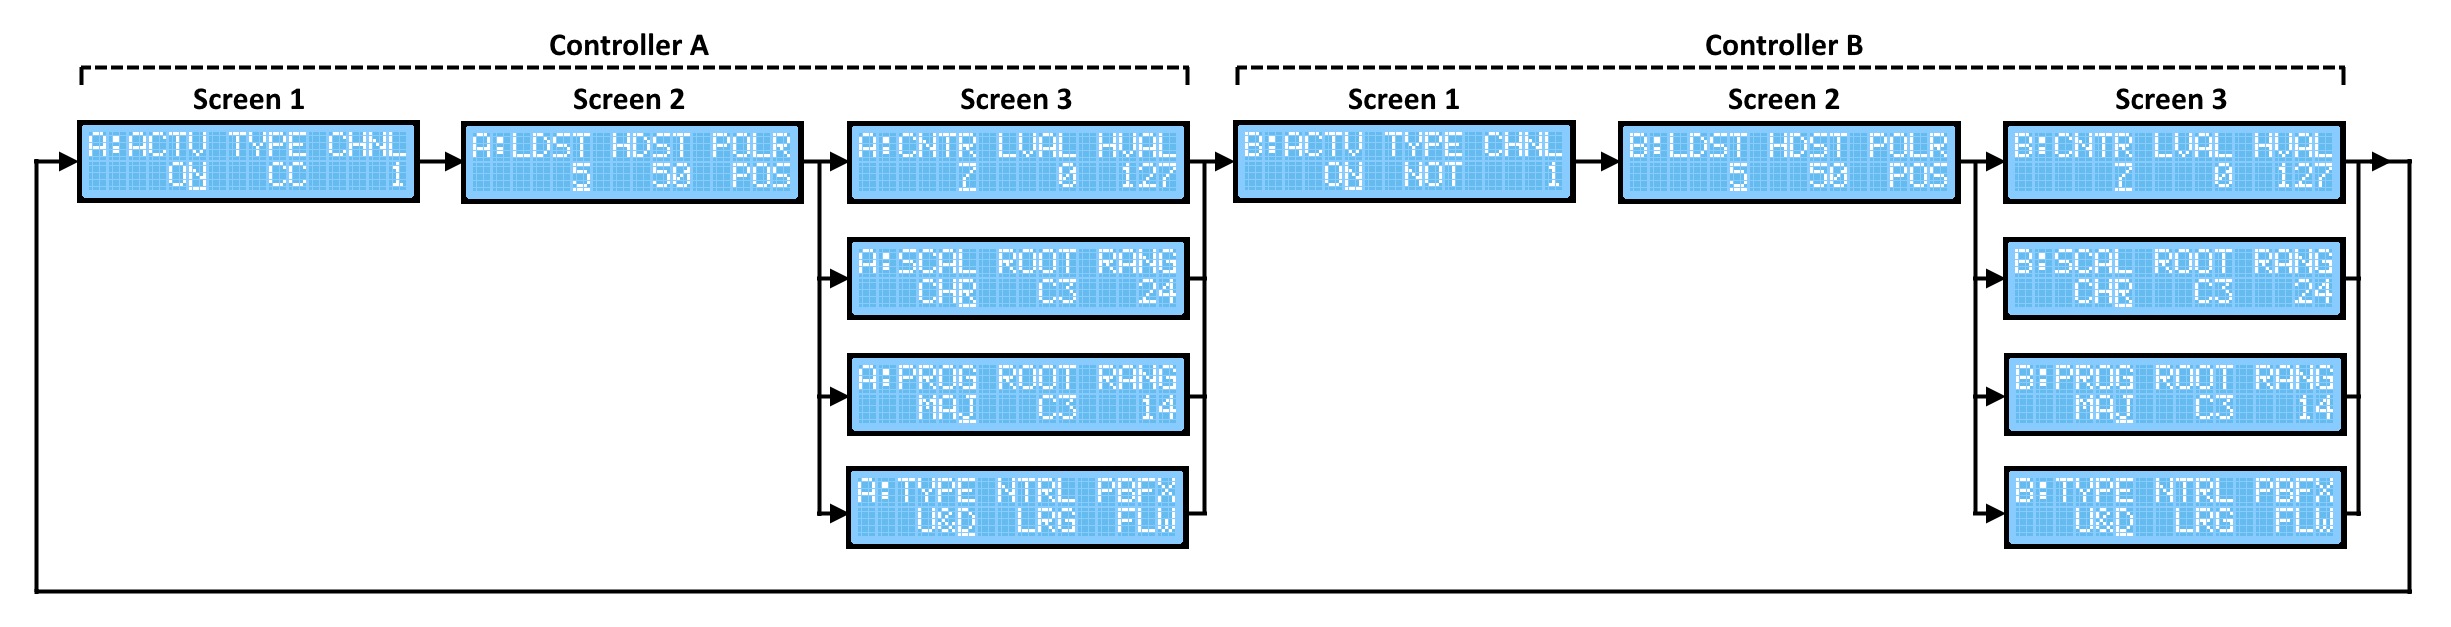 Controller A
Controller B
Screen 1
Screen 2
Screen 3
Screen 1
Screen 2
Screen 3
A:ACTV TYPE CHNL
ON CC 1
A:LDST HDST POLR
5 50 POS
A:CNTR LVAL HVAL
7 0 127
B:ACTV TYPE CHNL
ON NOT 1
B:LDST HDST POLR
5 50 POS
B:CNTR LVAL HVAL
7 0 127
A:SCAL ROOT RANG
CHR C3 24
B:SCAL ROOT RANG
CHR C3 24
A:PROG ROOT RANG
MAJ C3 14
B:PROG ROOT RANG
MAJ C3 14
A:TYPE NTRL PBFX
U&D LRG FLW
B:TYPE NTRL PBFX
U&D LRG FLW